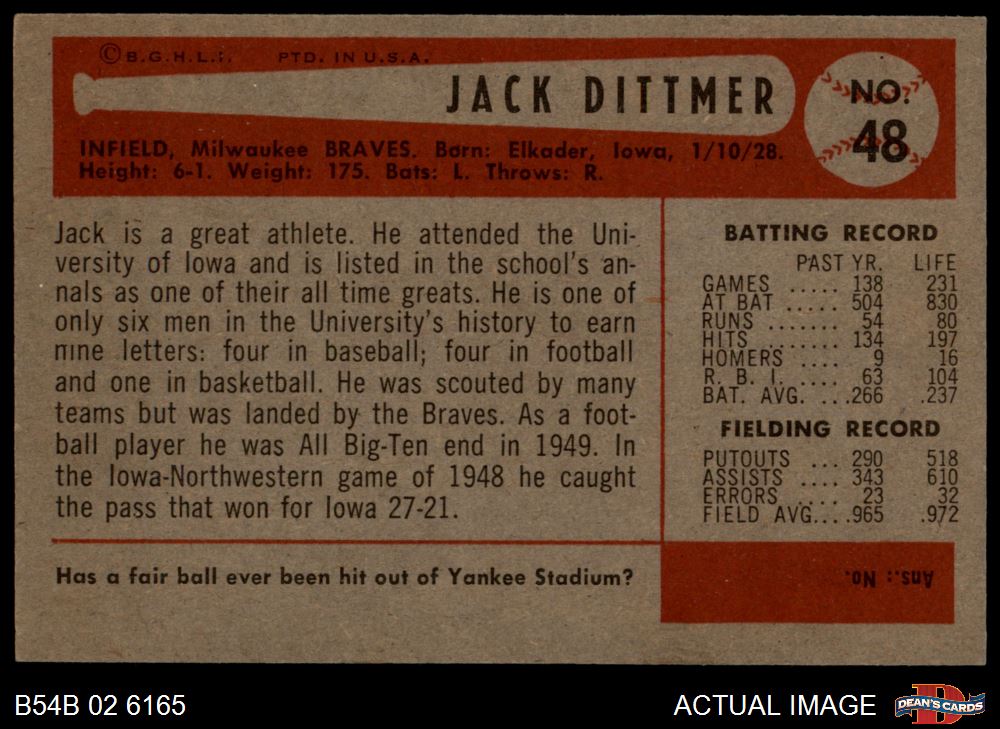 ©B.G.H.L.I. PTD. IN U.S.A.
JACK DITTMER
NO.
48
INFIELD, Milwaukee BRAVES. Born: Elkader, Iowa, 1/10/28.
Height: 6-1. Weight: 175. Bats: L. Throws: R.
Jack is a great athlete. He attended the Uni-
versity of Iowa and is listed in the school's an-
nals as one of their all time greats. He is one of
only six men in the University's history to earn
nine letters: four in baseball; four in football
and one in basketball. He was scouted by many
teams but was landed by the Braves. As a foot-
ball player he was All Big-Ten end in 1949. In
the Iowa-Northwestern game of 1948 he caught
the pass that won for Iowa 27-21.
BATTING RECORD
PAST YR. LIFE
GAMES ..... 138 231
AT BAT ..... 504 830
RUNS ....... 54 80
HITS ........ 134 197
HOMERS .... 9 16
R. B. I. .... 63 104
BAT. AVG. ...266 .237
FIELDING RECORD
PUTOUTS ... 290 518
ASSISTS .... 343 610
ERRORS .... 23 32
FIELD AVG....965 .972
Has a fair ball ever been hit out of Yankee Stadium?
Ans.: No.
B54B 02 6165
ACTUAL IMAGE
D
DEAN'S CARDS